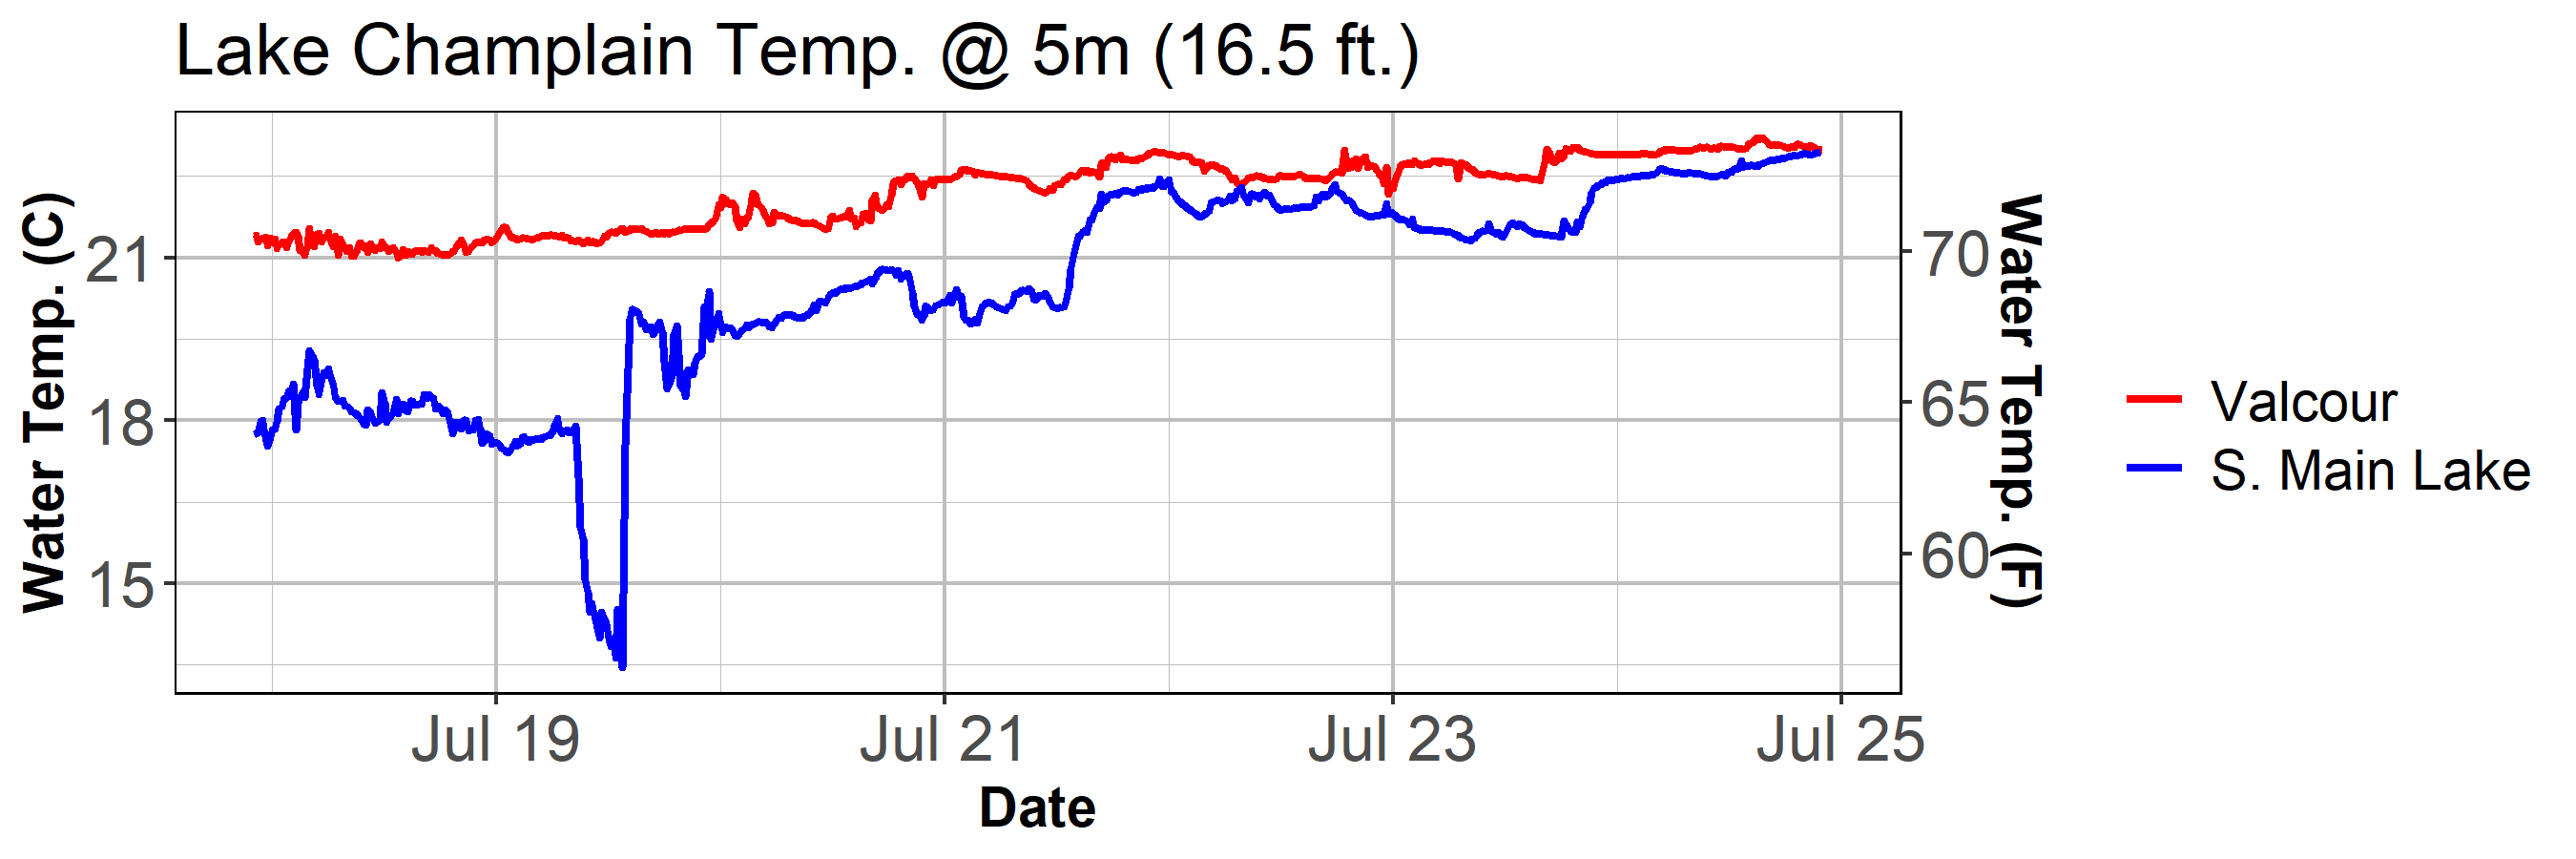 Lake Champlain Temp. @ 5m (16.5 ft.)
Water Temp. (C)
21
18
15
70
65
60
Water Temp. (F)
Jul 19
Jul 21
Jul 23
Jul 25
Date
Valcour
S. Main Lake